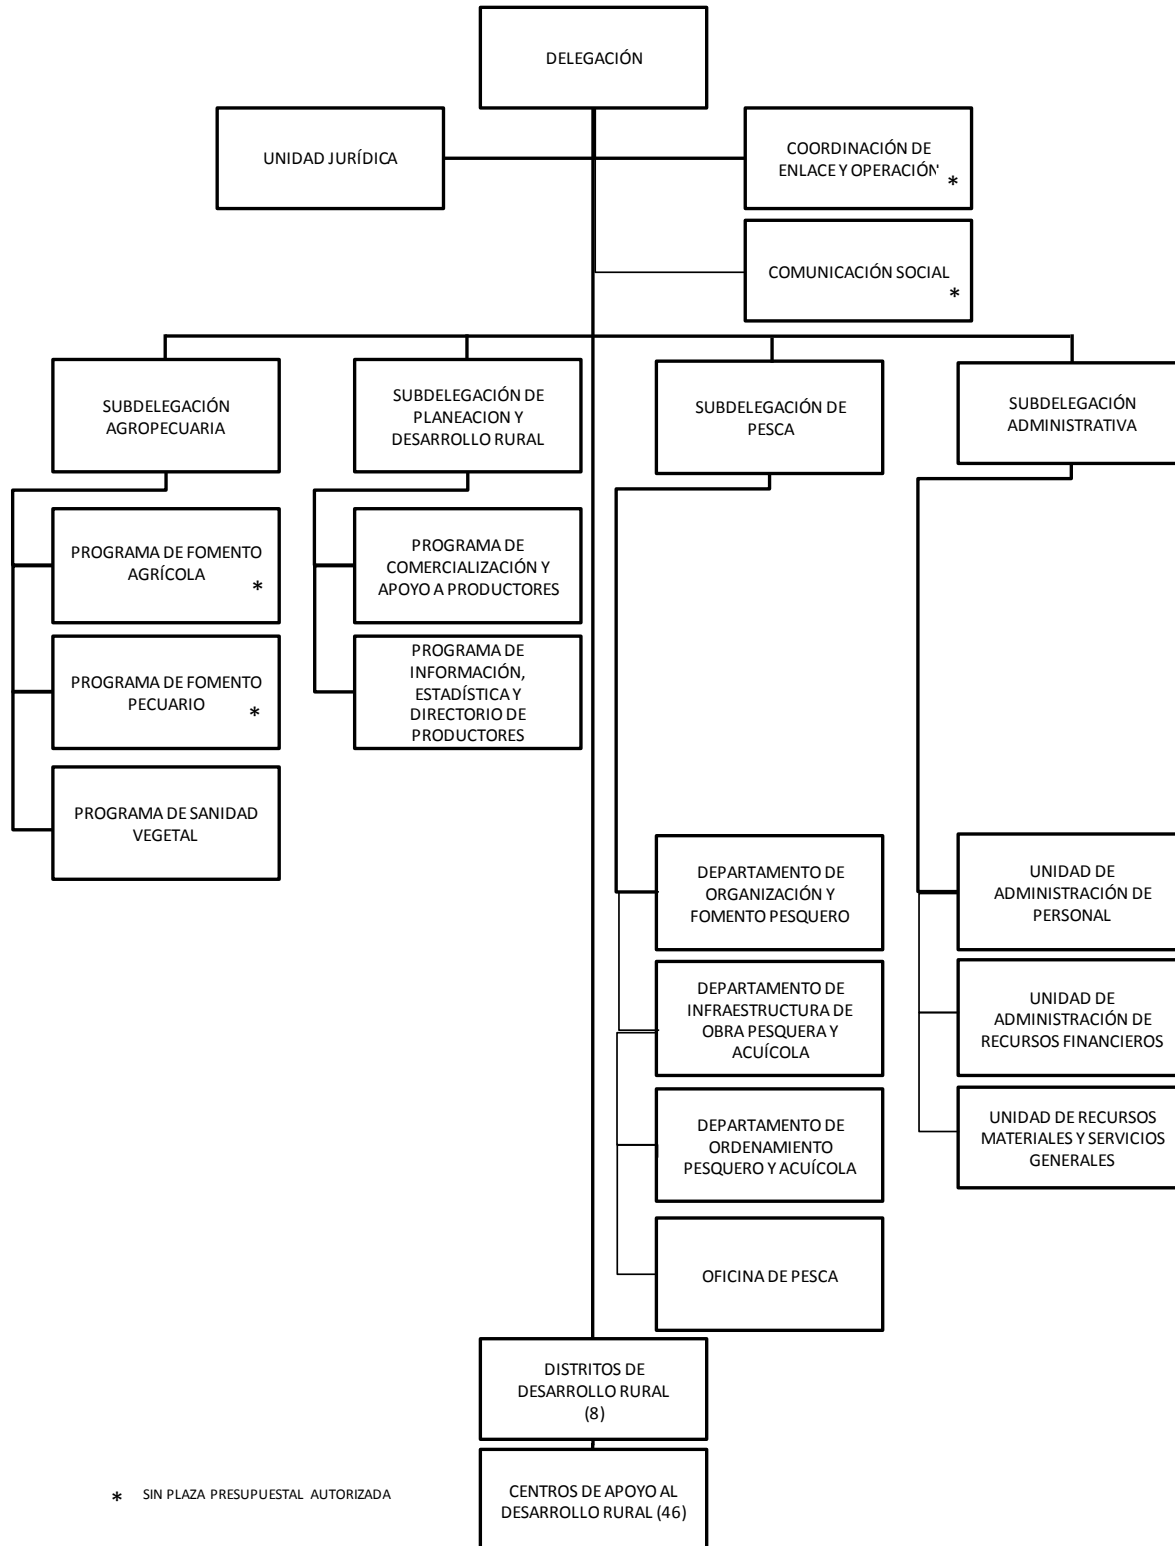 DELEGACIÓN
UNIDAD JURÍDICA
COORDINACIÓN DE
ENLACE Y OPERACIÓN
*
COMUNICACIÓN SOCIAL
*
SUBDELEGACIÓN
AGROPECUARIA
SUBDELEGACIÓN DE
PLANEACION Y
DESARROLLO RURAL
SUBDELEGACIÓN DE
PESCA
SUBDELEGACIÓN
ADMINISTRATIVA
PROGRAMA DE FOMENTO
AGRÍCOLA
*
PROGRAMA DE FOMENTO
PECUARIO
*
PROGRAMA DE SANIDAD
VEGETAL
PROGRAMA DE
COMERCIALIZACIÓN Y
APOYO A PRODUCTORES
PROGRAMA DE
INFORMACIÓN,
ESTADÍSTICA Y
DIRECTORIO DE
PRODUCTORES
DEPARTAMENTO DE
ORGANIZACIÓN Y
FOMENTO PESQUERO
DEPARTAMENTO DE
INFRAESTRUCTURA DE
OBRA PESQUERA Y
ACUÍCOLA
DEPARTAMENTO DE
ORDENAMIENTO
PESQUERO Y ACUÍCOLA
OFICINA DE PESCA
UNIDAD DE
ADMINISTRACIÓN DE
PERSONAL
UNIDAD DE
ADMINISTRACIÓN DE
RECURSOS FINANCIEROS
UNIDAD DE RECURSOS
MATERIALES Y SERVICIOS
GENERALES
DISTRITOS DE
DESARROLLO RURAL
(8)
CENTROS DE APOYO AL
DESARROLLO RURAL (46)
* SIN PLAZA PRESUPUESTAL AUTORIZADA